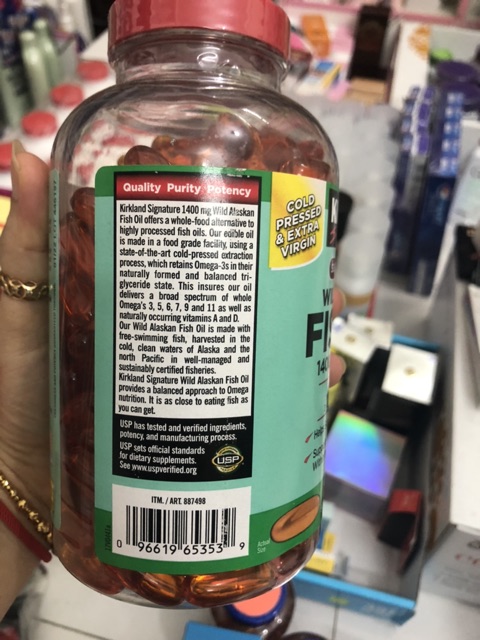 Quality Purity Potency
Kirkland Signature 1400 mg Wild Alaskan
Fish Oil offers a whole-food alternative to
highly processed fish oils. Our edible oil
is made in a food grade facility, using a
state-of-the-art cold-pressed extraction
process, which retains Omega-3s in their
naturally formed and balanced tri-
glyceride state. This insures our oil
delivers a broad spectrum of whole
Omega's 3, 5, 6, 7, 9 and 11 as well as
naturally occurring vitamins A and D.
Our Wild Alaskan Fish Oil is made with
free-swimming fish, harvested in the
cold, clean waters of Alaska and the
north Pacific in well-managed and
sustainably certified fisheries.
Kirkland Signature Wild Alaskan Fish Oil
provides a balanced approach to Omega
nutrition. It is as close to eating fish as
you can get.
USP has tested and verified ingredients,
potency, and manufacturing process.
USP sets official standards
for dietary supplements.
See www.uspverified.org
USP
ITM. / ART. 887498
0 96619 65353 9
COLD
PRESSED
& EXTRA
VIRGIN
K
W
FI
140
Actual
Size